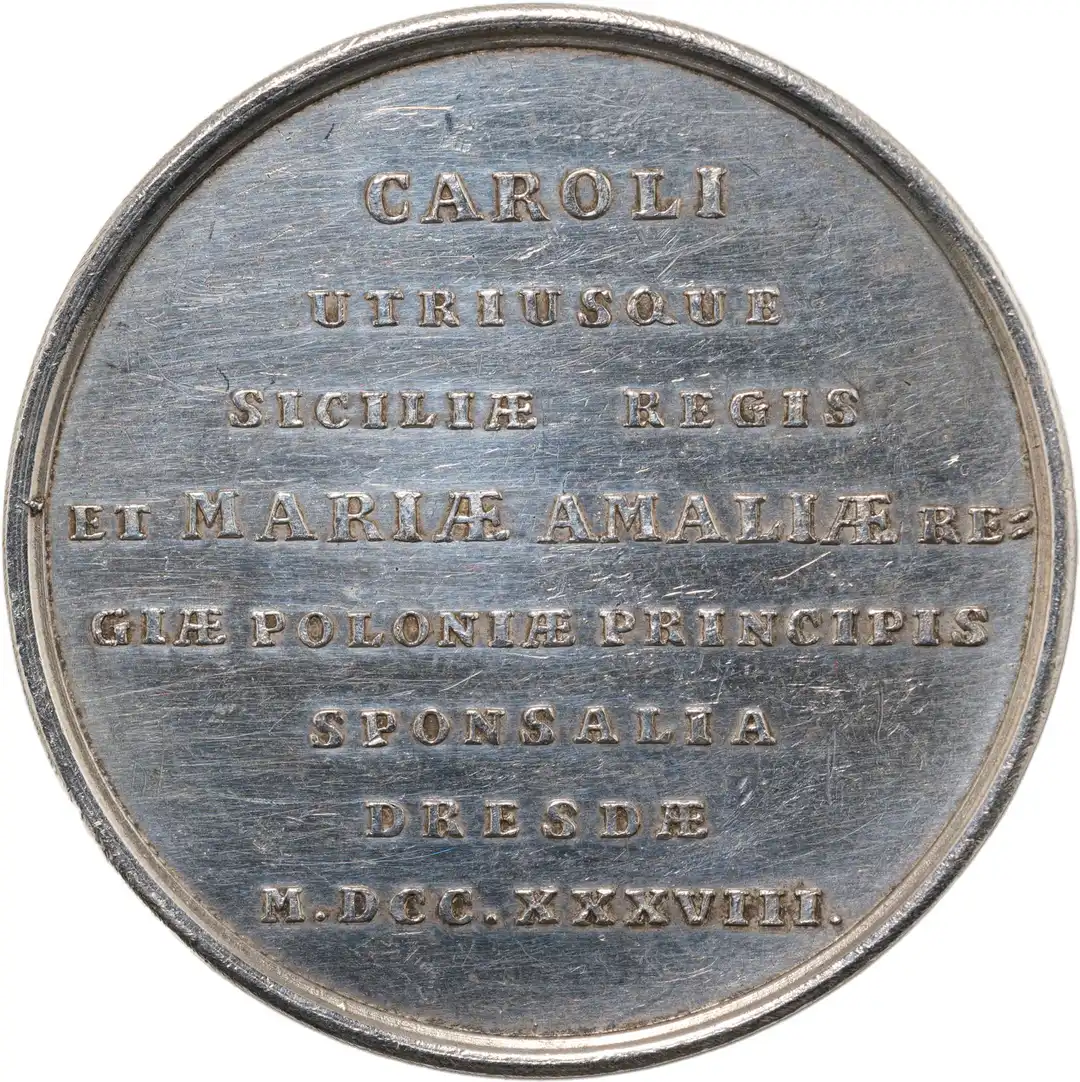 CAROLI
UTRIUSQUE
SICILIÆ REGIS
ET MARIÆ AMALIÆ RE=
GIÆ POLONIÆ PRINCIPIS
SPONSALIA
DRESDÆ
M.DCC.XXXVIII.